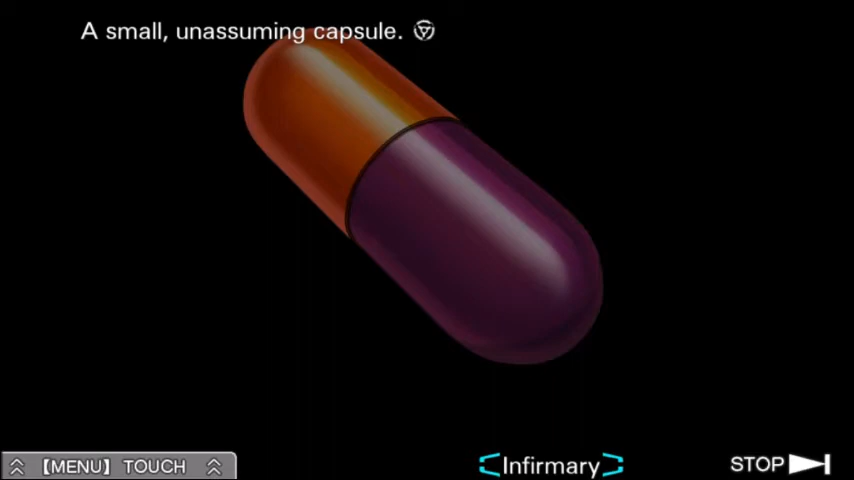 A small, unassuming capsule.
【MENU】 TOUCH
Infirmary
STOP